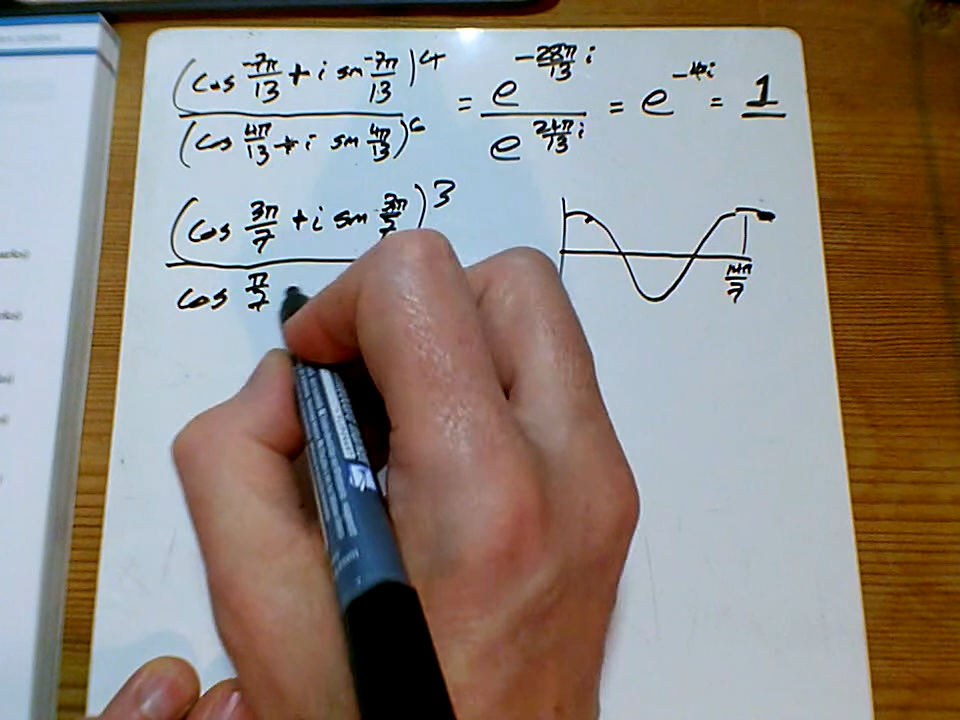 (cos -7π/13 + i sin -7π/13)^4 / (cos 4π/13 + i sin 4π/13)^6 = e^(-28π/13 i) / e^(24π/13 i) = e^(-4πi) = 1
(cos 3π/7 + i sin 3π/7)^3 / cos π/7
14π/7